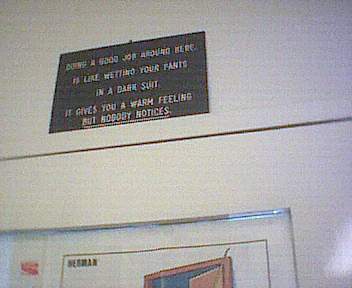 DOING A GOOD JOB AROUND HERE,
IS LIKE WETTING YOUR PANTS
IN A DARK SUIT.
IT GIVES YOU A WARM FEELING
BUT NOBODY NOTICES.
HERMAN